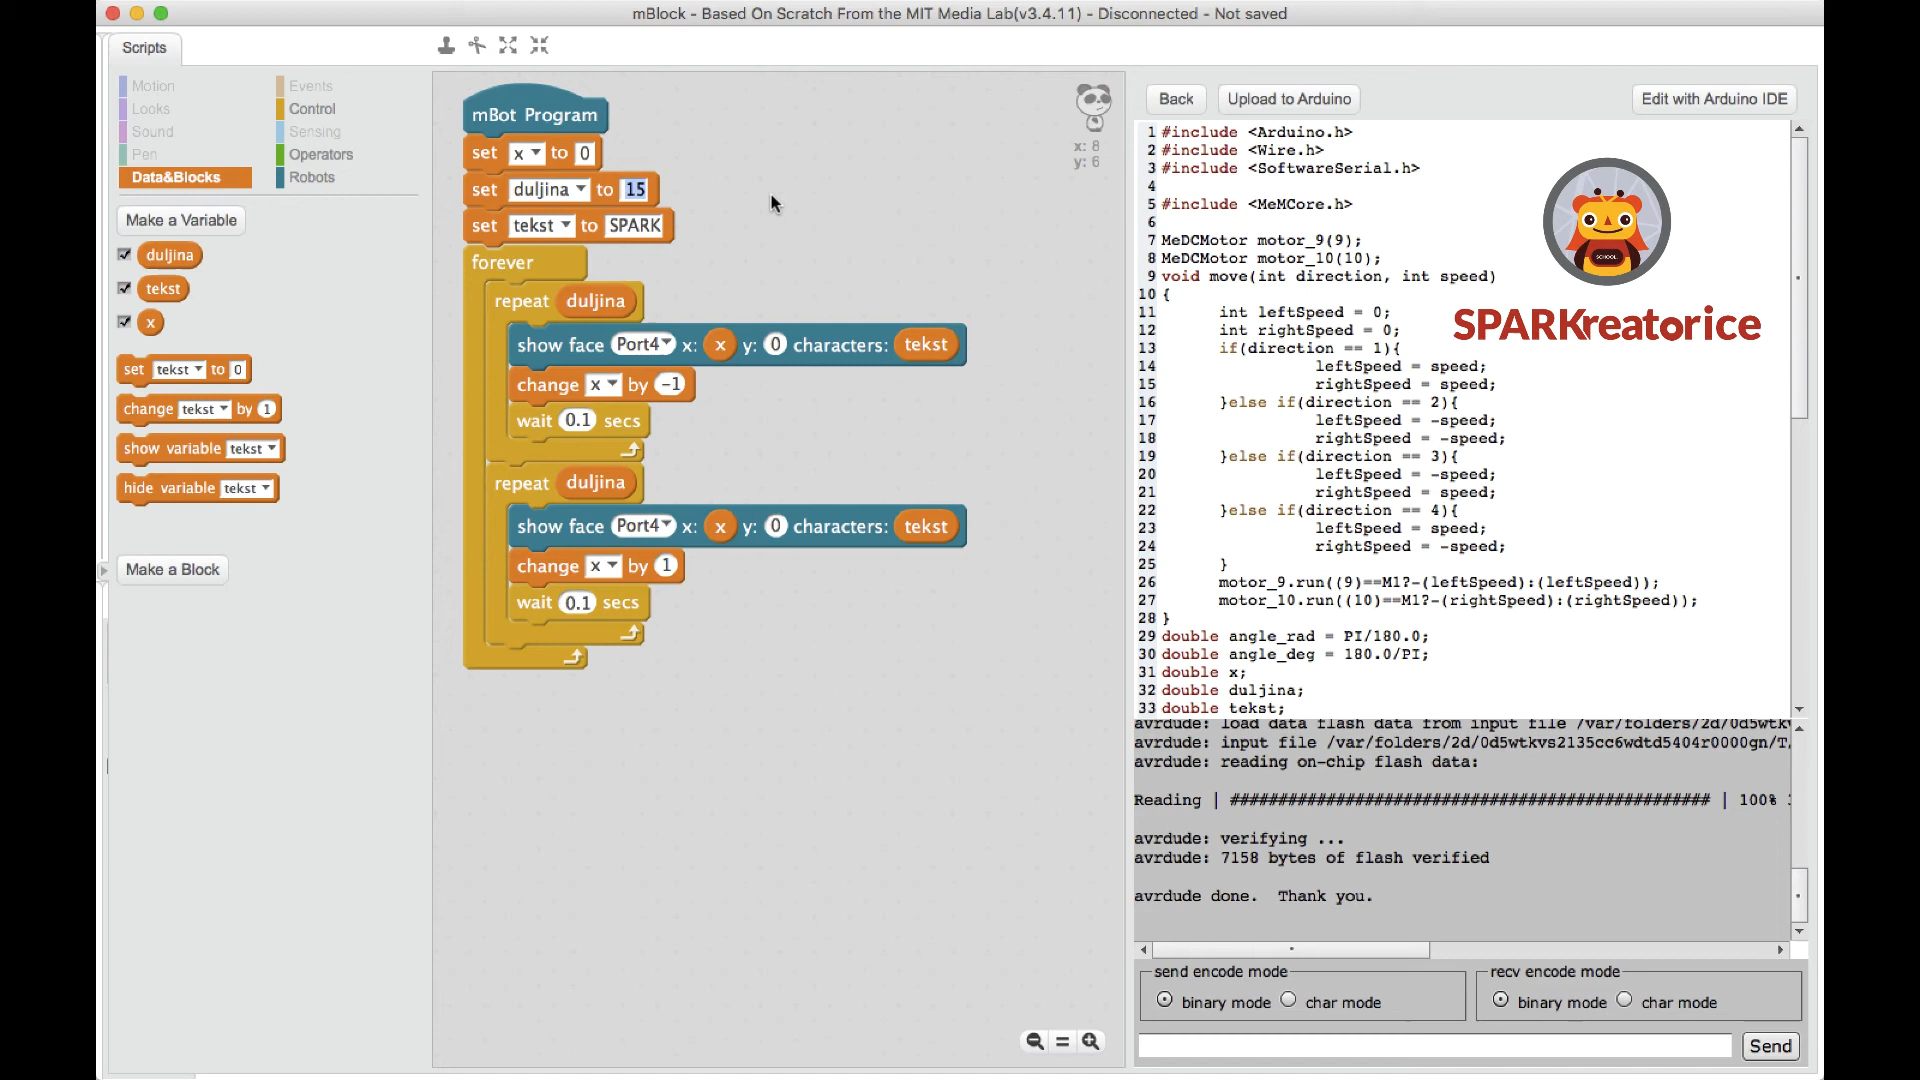 mBlock - Based On Scratch From the MIT Media Lab(v3.4.11) - Disconnected - Not saved
Scripts
Motion
Looks
Sound
Pen
Data&Blocks
Events
Control
Sensing
Operators
Robots
Make a Variable
duljina
tekst
x
set tekst to 0
change tekst by 1
show variable tekst
hide variable tekst
Make a Block
mBot Program
set x to 0
set duljina to 15
set tekst to SPARK
forever
repeat duljina
show face Port4 x: x y: 0 characters: tekst
change x by -1
wait 0.1 secs
repeat duljina
show face Port4 x: x y: 0 characters: tekst
change x by 1
wait 0.1 secs
x: 8
y: 6
Back Upload to Arduino Edit with Arduino IDE
1 #include <Arduino.h>
2 #include <Wire.h>
3 #include <SoftwareSerial.h>
4
5 #include <MeMCore.h>
6
7 MeDCMotor motor_9(9);
8 MeDCMotor motor_10(10);
9 void move(int direction, int speed)
10 {
11 int leftSpeed = 0;
12 int rightSpeed = 0;
13 if(direction == 1){
14 leftSpeed = speed;
15 rightSpeed = speed;
16 }else if(direction == 2){
17 leftSpeed = -speed;
18 rightSpeed = -speed;
19 }else if(direction == 3){
20 leftSpeed = -speed;
21 rightSpeed = speed;
22 }else if(direction == 4){
23 leftSpeed = speed;
24 rightSpeed = -speed;
25 }
26 motor_9.run((9)==M1?-(leftSpeed):(leftSpeed));
27 motor_10.run((10)==M1?-(rightSpeed):(rightSpeed));
28 }
29 double angle_rad = PI/180.0;
30 double angle_deg = 180.0/PI;
31 double x;
32 double duljina;
33 double tekst;
SCHOOL
SPARKreatorice
avrdude: load data flash data from input file /var/folders/2d/0d5wtkv
avrdude: input file /var/folders/2d/0d5wtkvs2135cc6wdtd5404r0000gn/T
avrdude: reading on-chip flash data:
Reading | ################################################## | 100%
avrdude: verifying ...
avrdude: 7158 bytes of flash verified
avrdude done. Thank you.
send encode mode
binary mode char mode
recv encode mode
binary mode char mode
Send